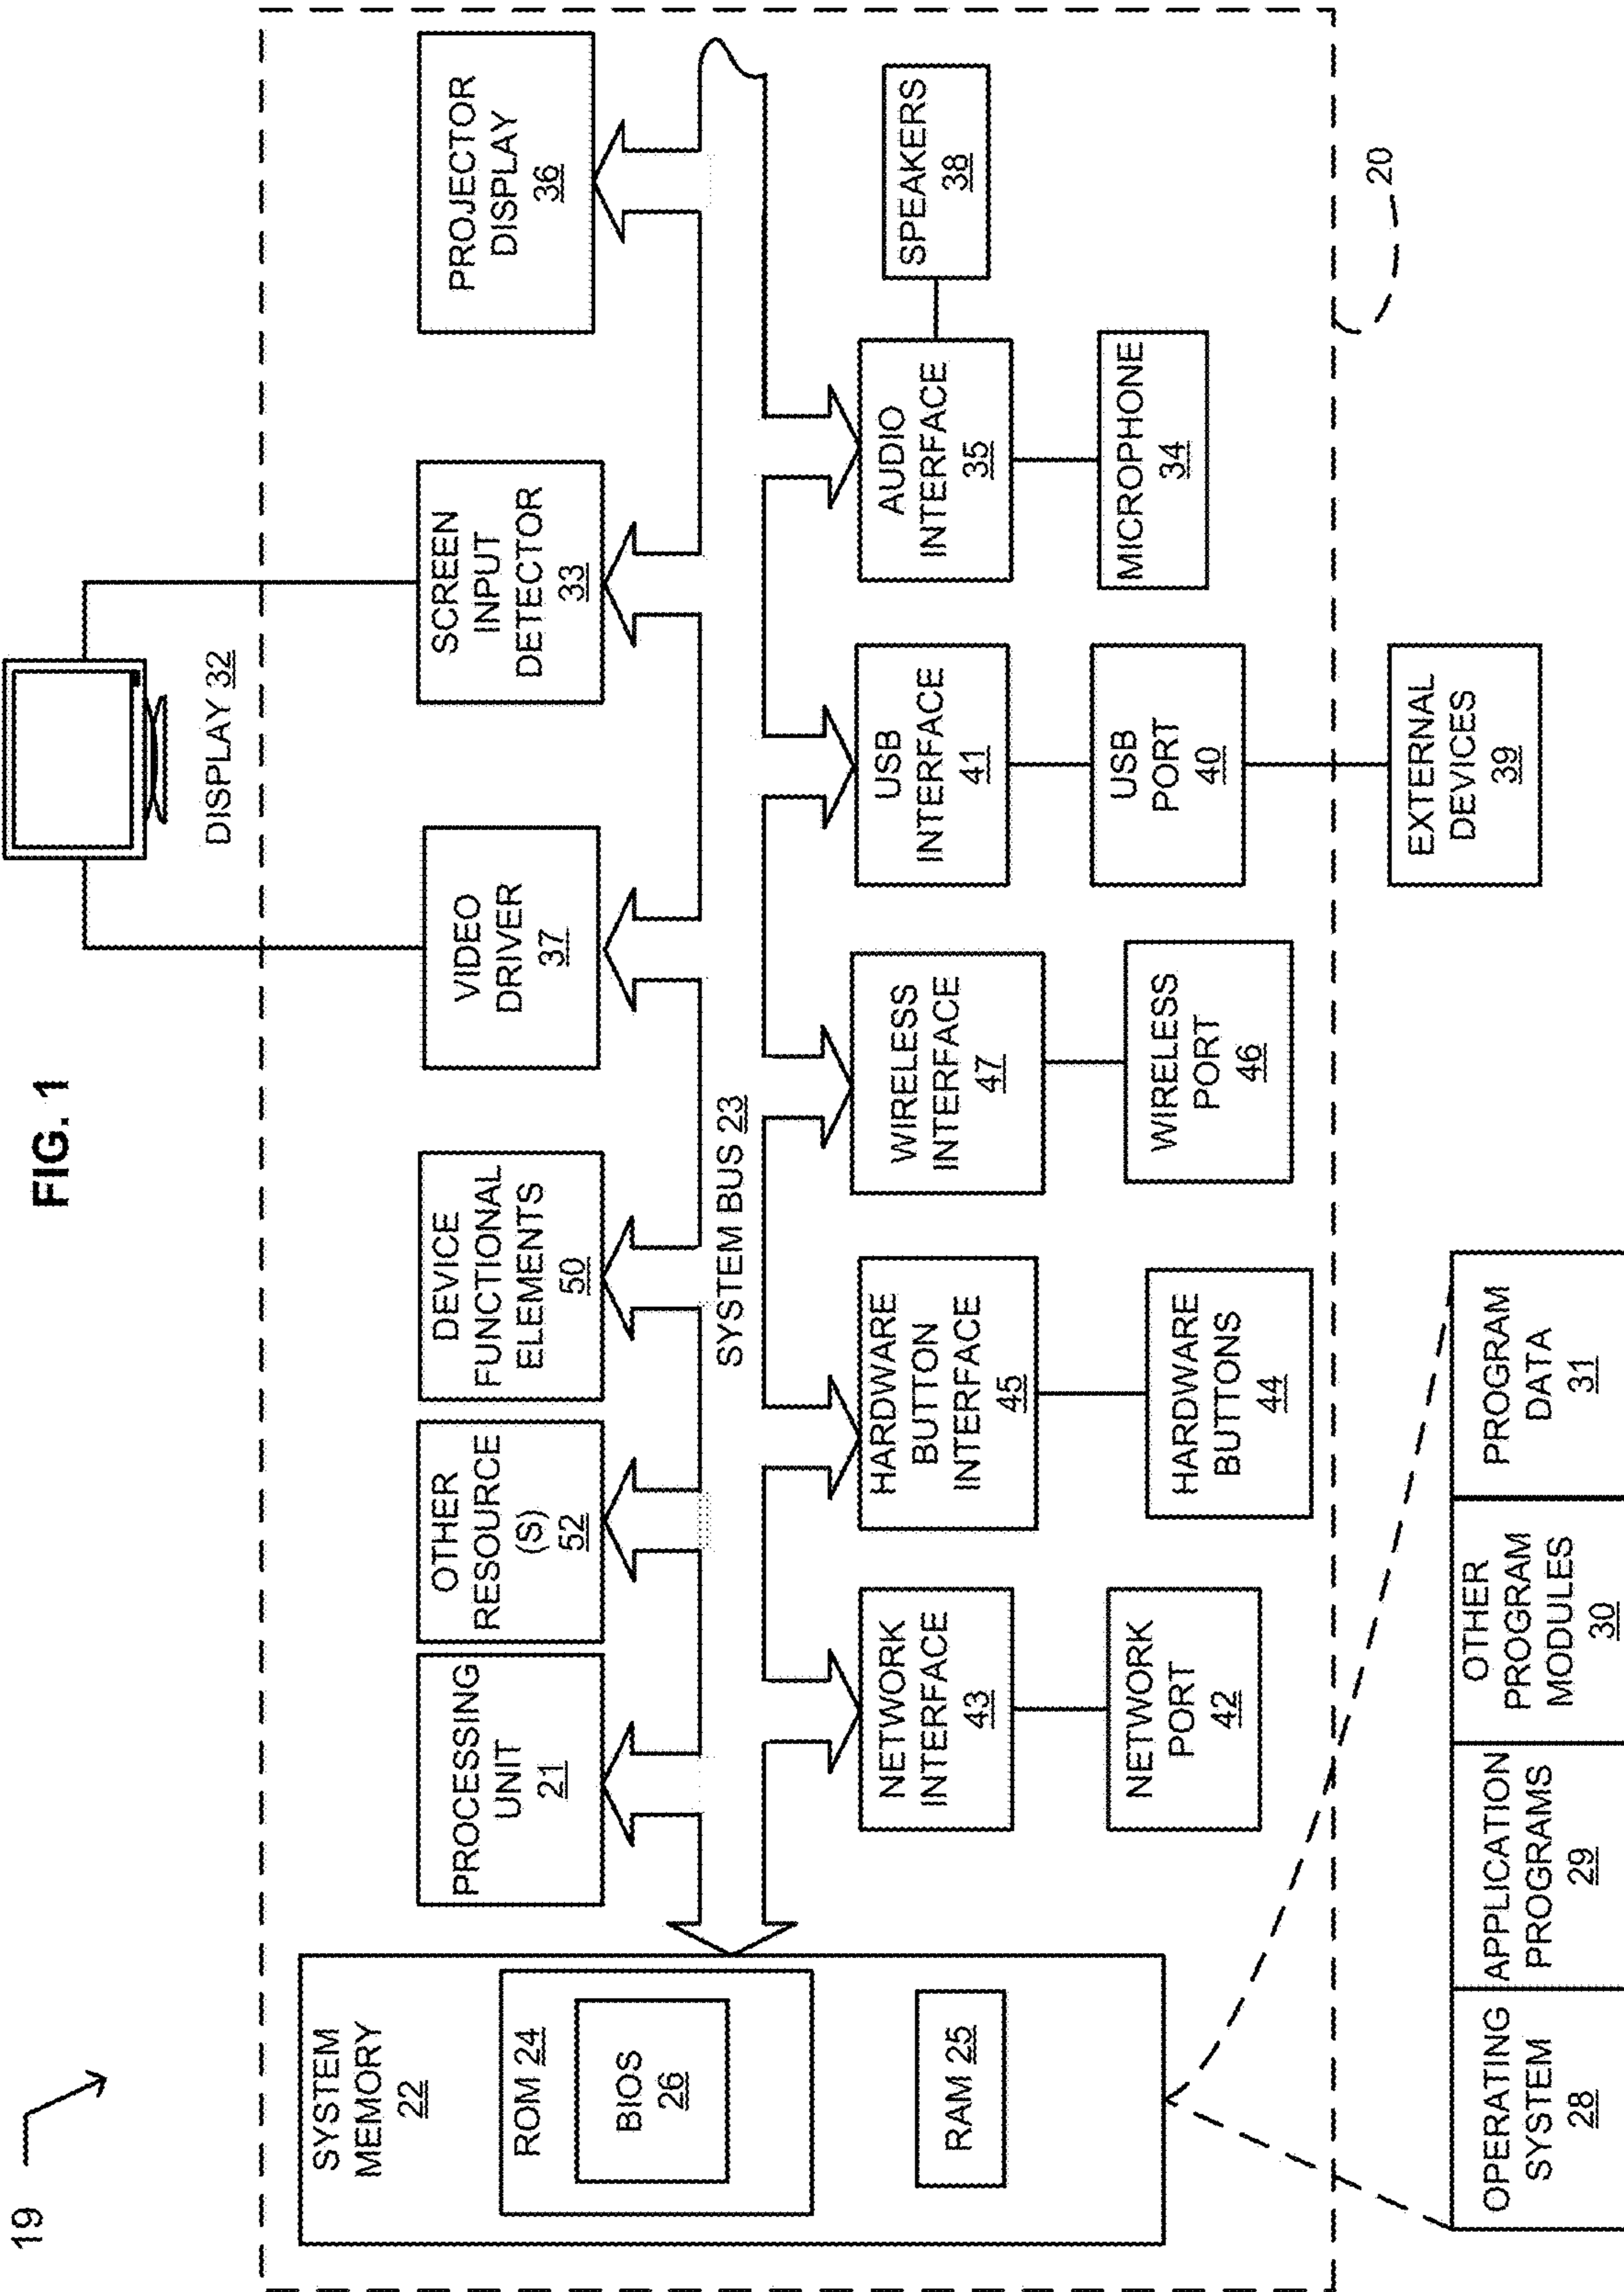 19
FIG. 1
DISPLAY 32
SYSTEM
MEMORY
22
ROM 24
BIOS
26
RAM 25
PROCESSING
UNIT
21
OTHER
RESOURCE
(S)
52
DEVICE
FUNCTIONAL
ELEMENTS
50
VIDEO
DRIVER
37
SCREEN
INPUT
DETECTOR
33
PROJECTOR
DISPLAY
36
SYSTEM BUS 23
NETWORK
INTERFACE
43
HARDWARE
BUTTON
INTERFACE
45
WIRELESS
INTERFACE
47
USB
INTERFACE
41
AUDIO
INTERFACE
35
SPEAKERS
38
NETWORK
PORT
42
HARDWARE
BUTTONS
44
WIRELESS
PORT
46
USB
PORT
40
MICROPHONE
34
20
OPERATING
SYSTEM
28
APPLICATION
PROGRAMS
29
OTHER
PROGRAM
MODULES
30
PROGRAM
DATA
31
EXTERNAL
DEVICES
39